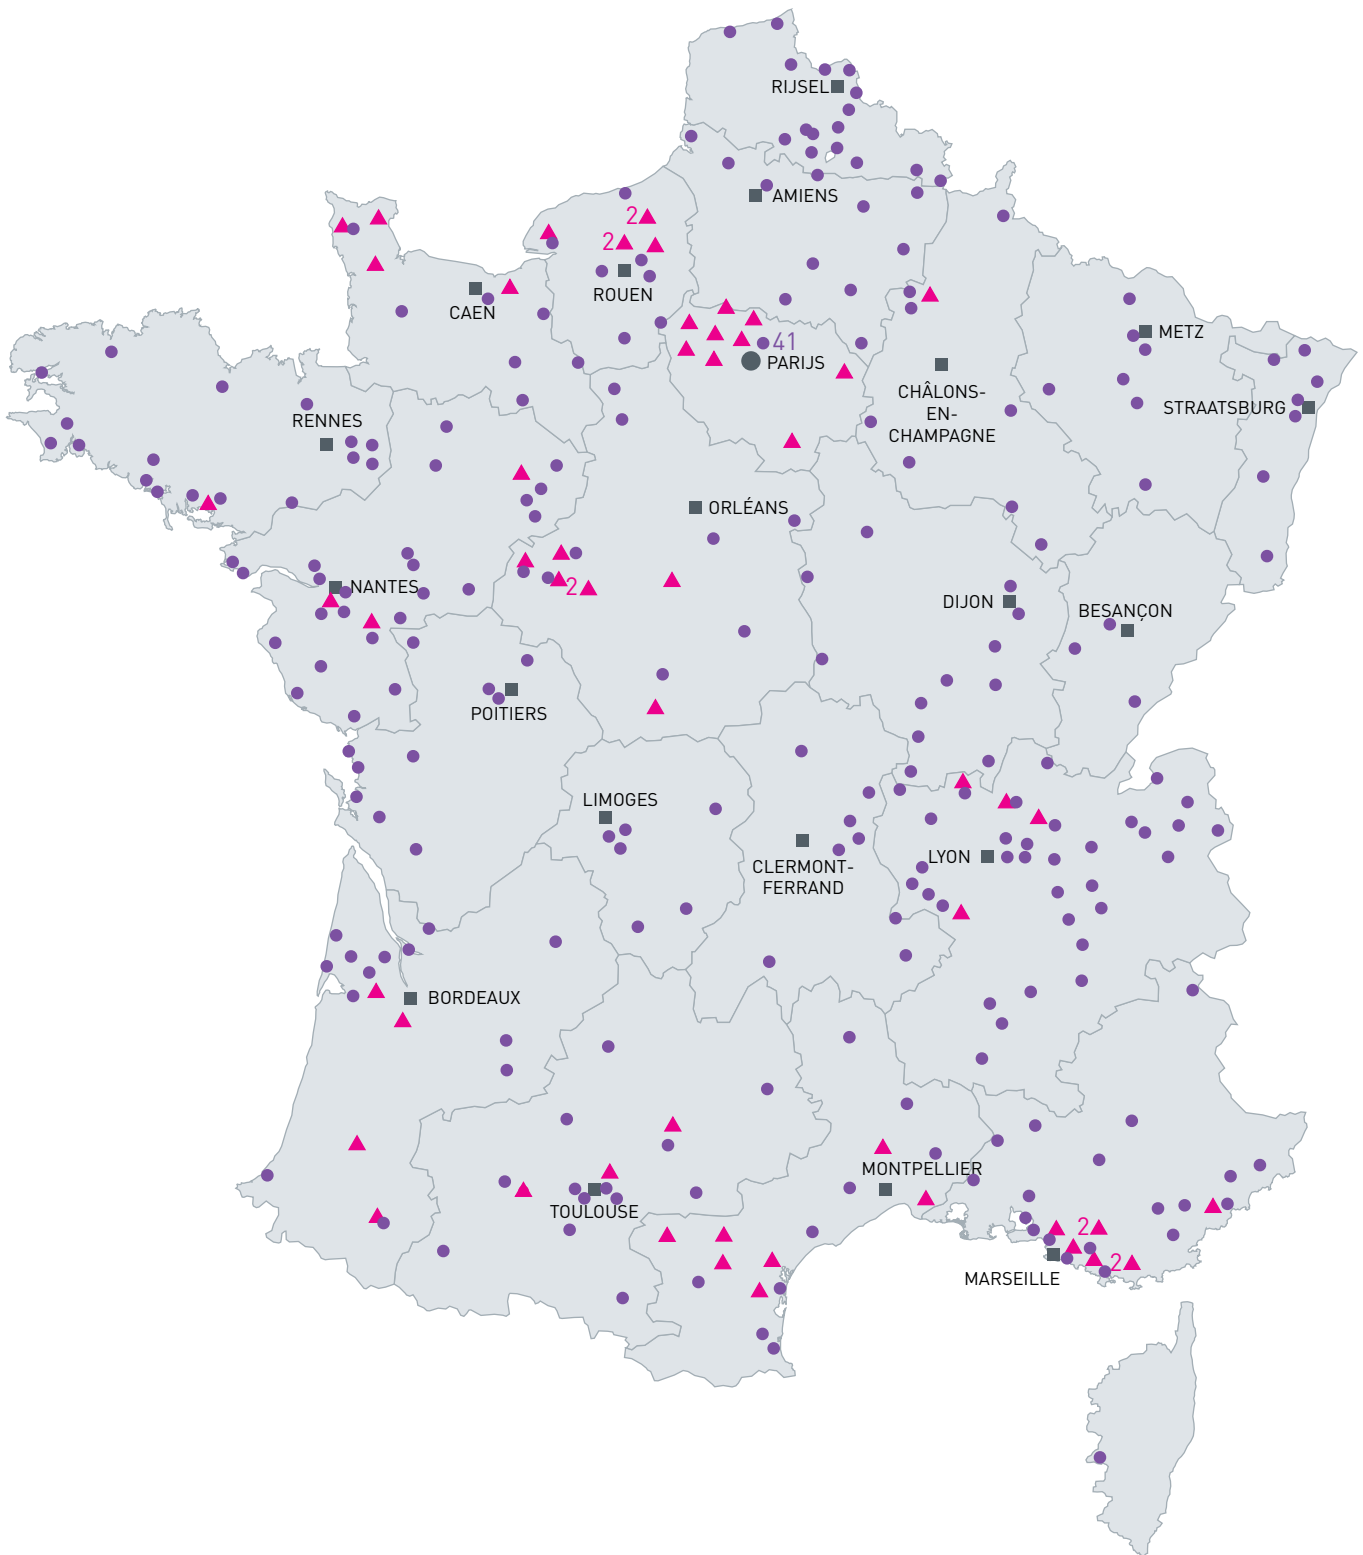 RIJSEL
AMIENS
2
2
ROUEN
CAEN
41
PARIJS
METZ
CHÂLONS-
EN-
CHAMPAGNE
STRAATSBURG
RENNES
ORLÉANS
NANTES
2
DIJON
BESANÇON
POITIERS
LIMOGES
CLERMONT-
FERRAND
LYON
BORDEAUX
MONTPELLIER
TOULOUSE
2
2
MARSEILLE